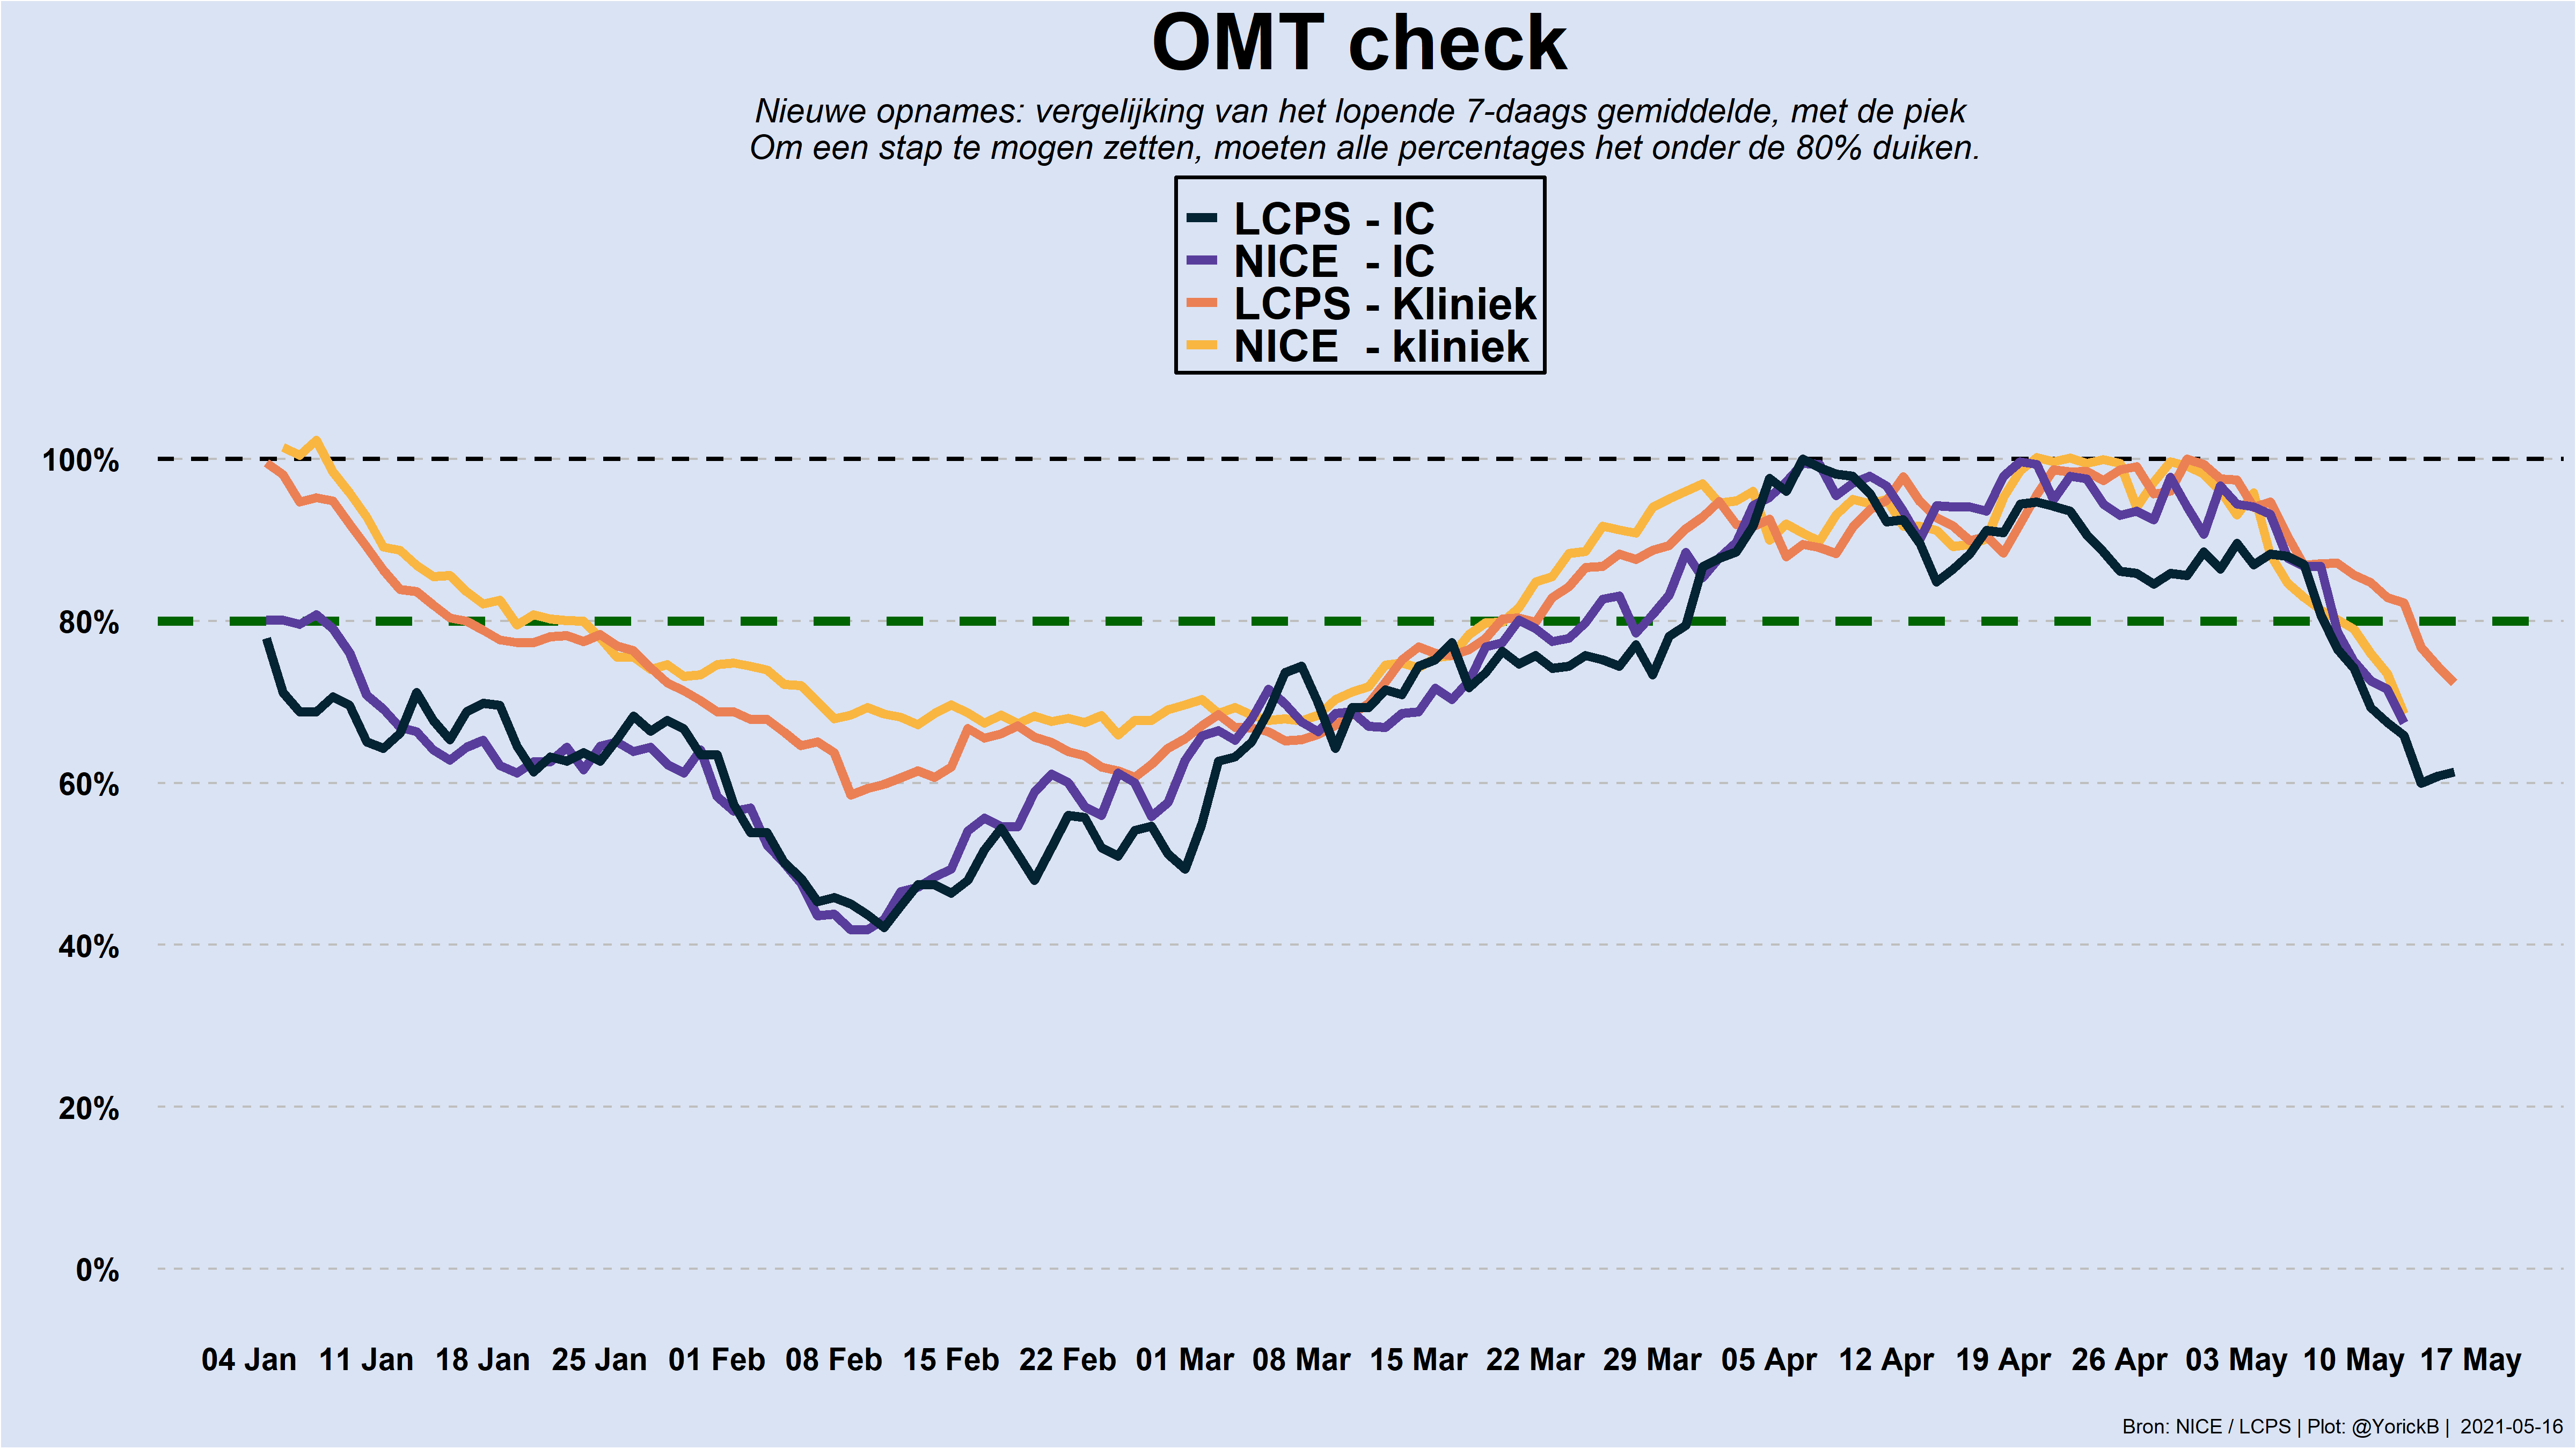 OMT check
Nieuwe opnames: vergelijking van het lopende 7-daags gemiddelde, met de piek
Om een stap te mogen zetten, moeten alle percentages het onder de 80% duiken.
LCPS - IC
NICE - IC
LCPS - Kliniek
NICE - kliniek
100%
80%
60%
40%
20%
0%
04 Jan 11 Jan 18 Jan 25 Jan 01 Feb 08 Feb 15 Feb 22 Feb 01 Mar 08 Mar 15 Mar 22 Mar 29 Mar 05 Apr 12 Apr 19 Apr 26 Apr 03 May 10 May 17 May
Bron: NICE / LCPS | Plot: @YorickB | 2021-05-16